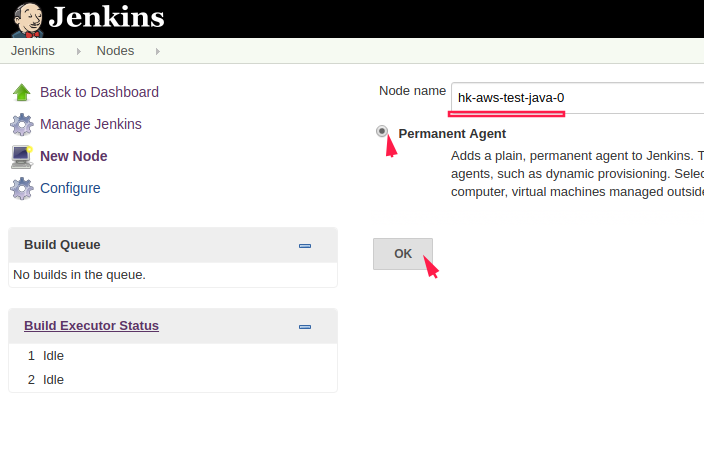 Jenkins
Jenkins Nodes
Back to Dashboard
Manage Jenkins
New Node
Configure
Build Queue
No builds in the queue.
Build Executor Status
1 Idle
2 Idle
Node name hk-aws-test-java-0
Permanent Agent
Adds a plain, permanent agent to Jenkins.
agents, such as dynamic provisioning.
computer, virtual machines managed
OK